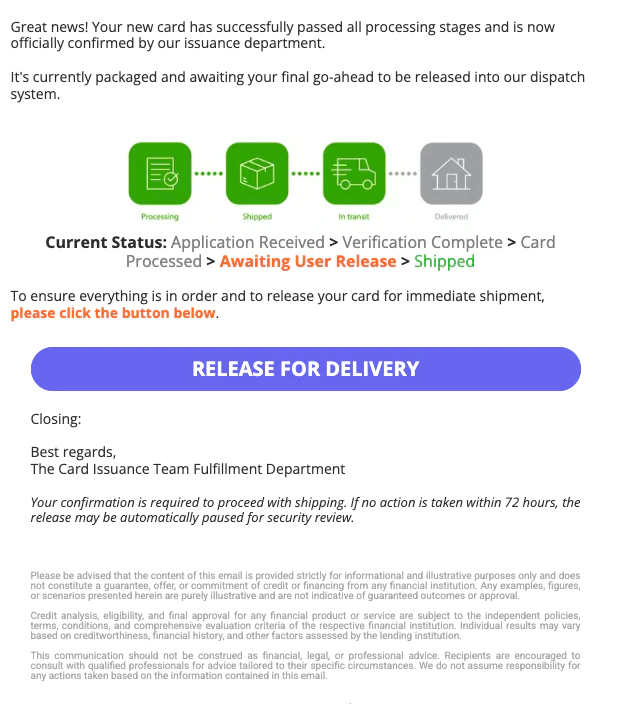 Great news! Your new card has successfully passed all processing stages and is now
officially confirmed by our issuance department.
It's currently packaged and awaiting your final go-ahead to be released into our dispatch
system.
Processing Shipped In transit Delivered
Current Status: Application Received > Verification Complete > Card
Processed > Awaiting User Release > Shipped
To ensure everything is in order and to release your card for immediate shipment,
please click the button below.
RELEASE FOR DELIVERY
Closing:
Best regards,
The Card Issuance Team Fulfillment Department
Your confirmation is required to proceed with shipping. If no action is taken within 72 hours, the
release may be automatically paused for security review.
Please be advised that the content of this email is provided strictly for informational and illustrative purposes only and does
not constitute a guarantee, offer, or commitment of credit or financing from any financial institution. Any examples, figures,
or scenarios presented herein are purely illustrative and are not indicative of guaranteed outcomes or approval.
Credit analysis, eligibility, and final approval for any financial product or service are subject to the independent policies,
terms, conditions, and comprehensive evaluation criteria of the respective financial institution. Individual results may vary
based on creditworthiness, financial history, and other factors assessed by the lending institution.
This communication should not be construed as financial, legal, or professional advice. Recipients are encouraged to
consult with qualified professionals for advice tailored to their specific circumstances. We do not assume responsibility for
any actions taken based on the information contained in this email.